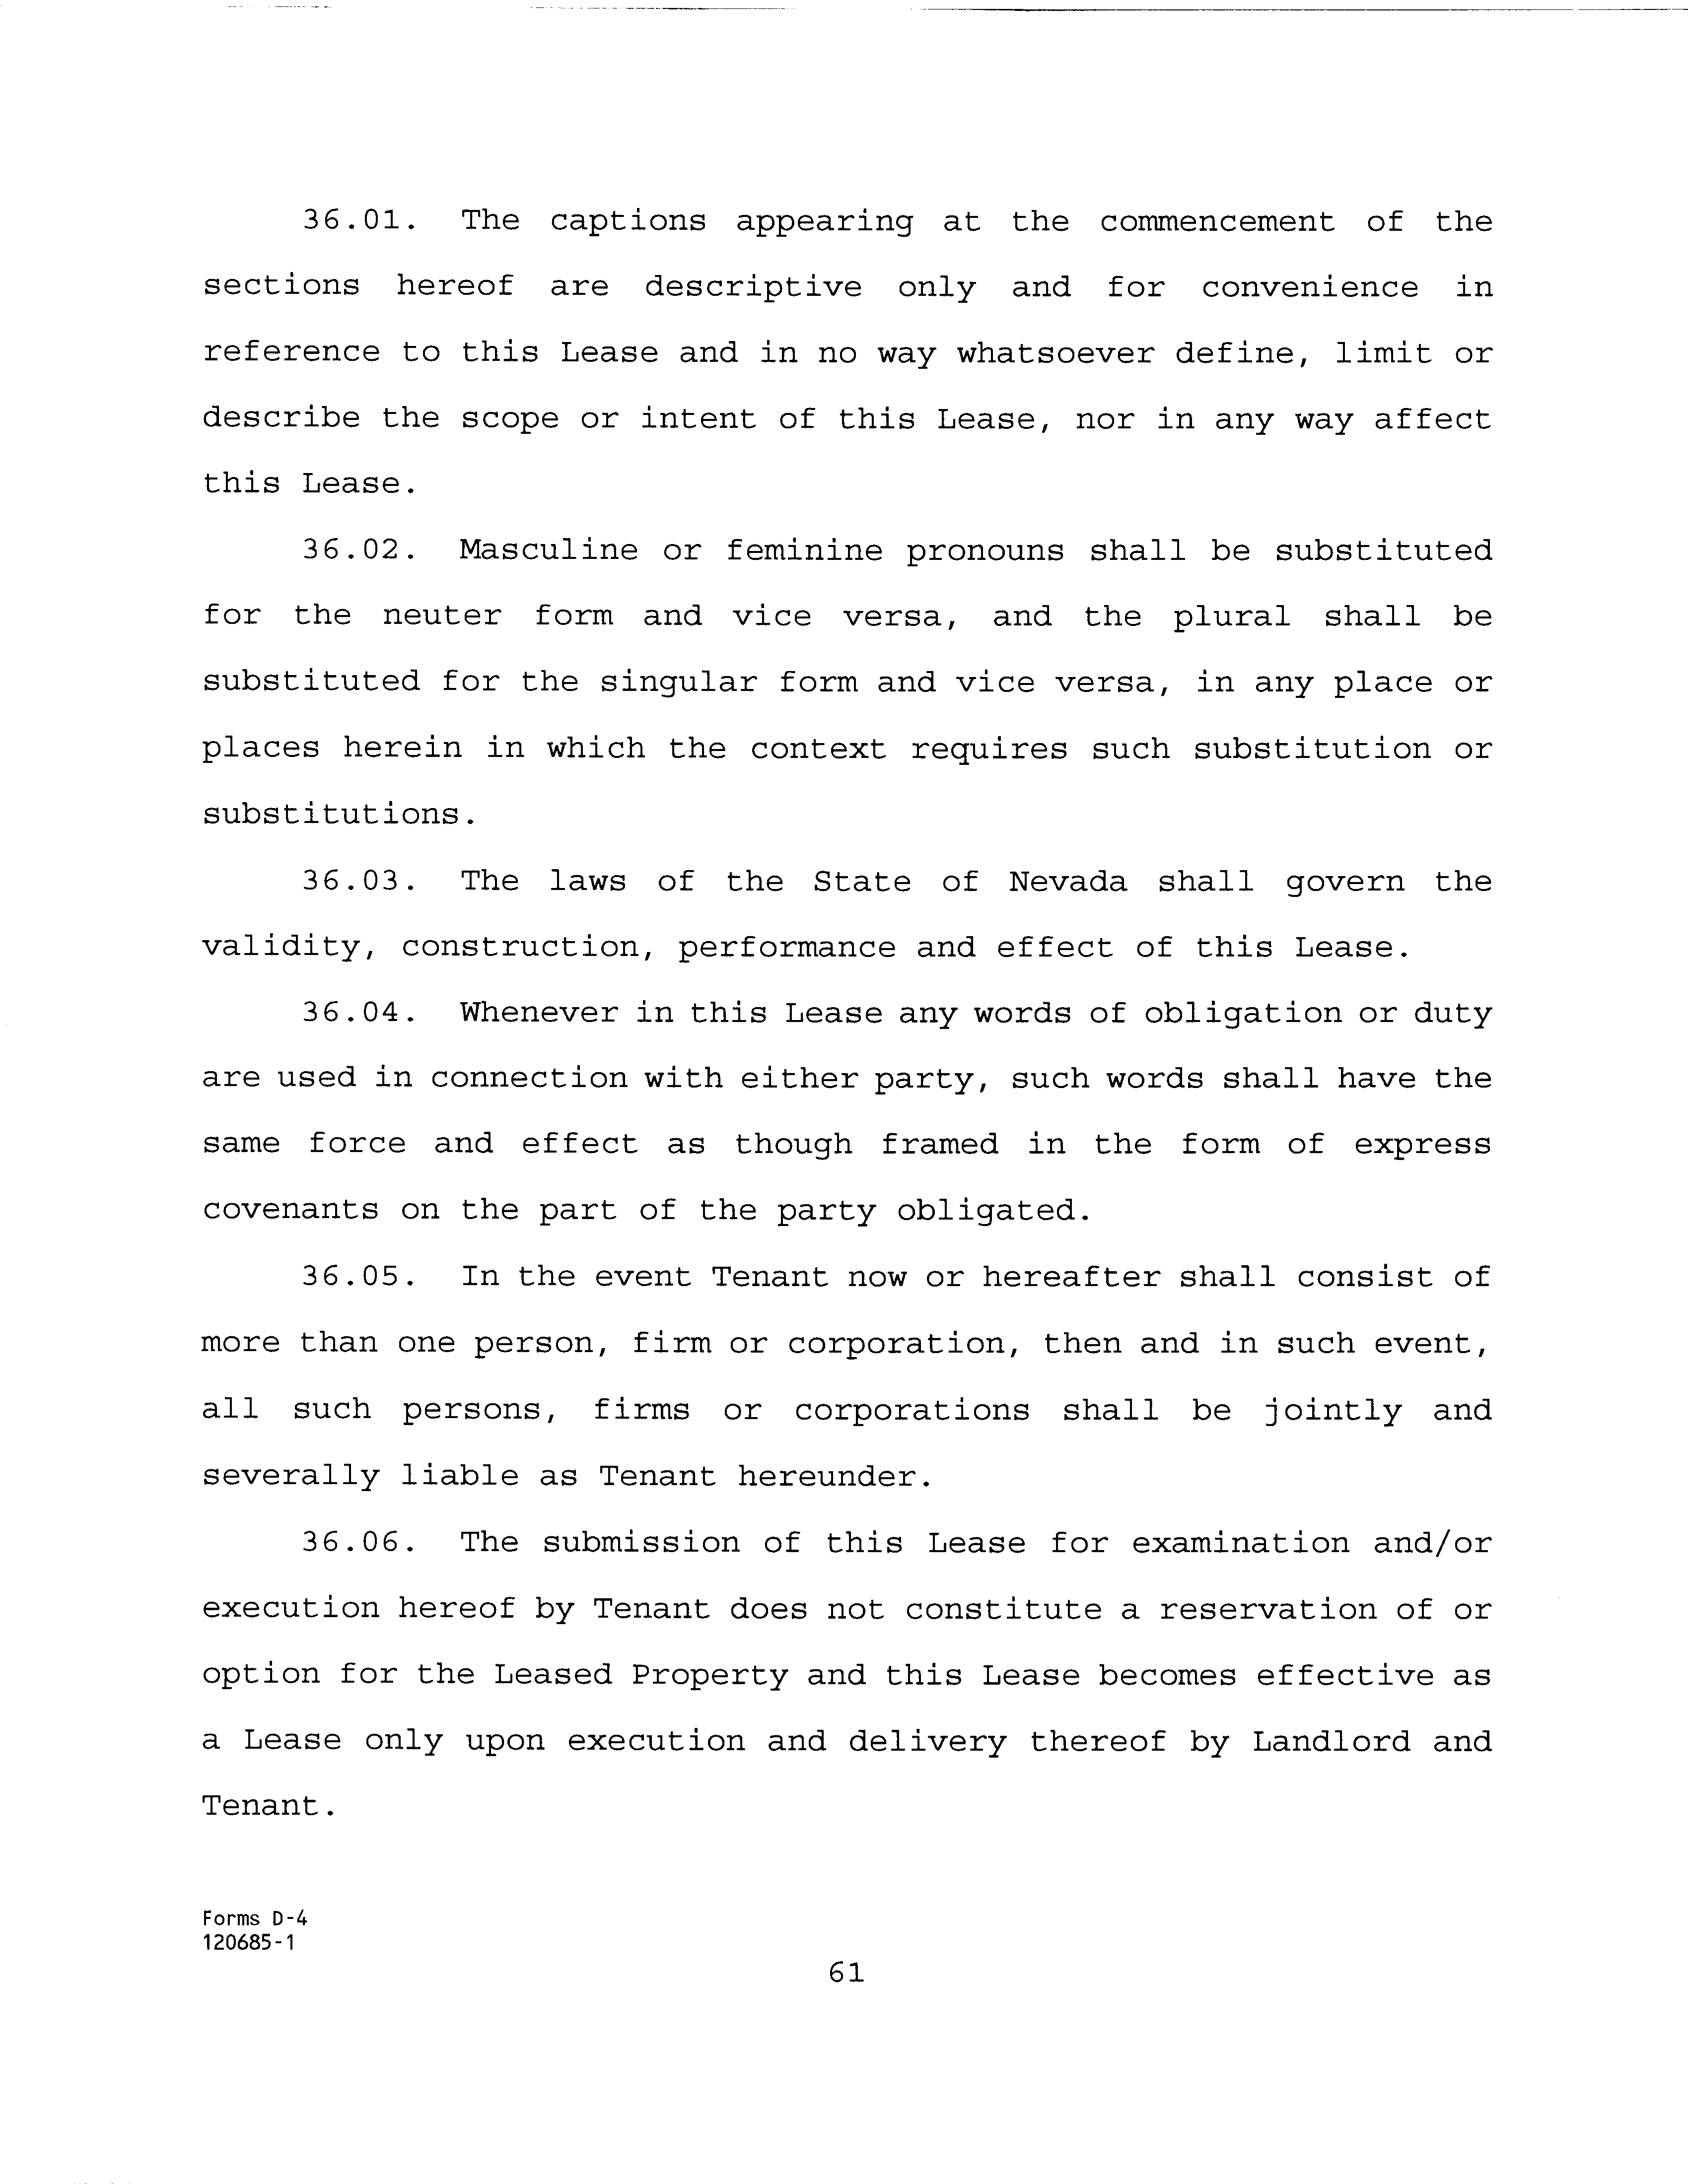 36.01. The captions appearing at the commencement of the
sections hereof are descriptive only and for convenience in
reference to this Lease and in no way whatsoever define, limit or
describe the scope or intent of this Lease, nor in any way affect
this Lease.
36.02. Masculine or feminine pronouns shall be substituted
for the neuter form and vice versa, and the plural shall be
substituted for the singular form and vice versa, in any place or
places herein in which the context requires such substitution or
substitutions.
36.03. The laws of the State of Nevada shall govern the
validity, construction, performance and effect of this Lease.
36.04. Whenever in this Lease any words of obligation or duty
are used in connection with either party, such words shall have the
same force and effect as though framed in the form of express
covenants on the part of the party obligated.
36.05. In the event Tenant now or hereafter shall consist of
more than one person, firm or corporation, then and in such event,
all such persons, firms or corporations shall be jointly and
severally liable as Tenant hereunder.
36.06. The submission of this Lease for examination and/or
execution hereof by Tenant does not constitute a reservation of or
option for the Leased Property and this Lease becomes effective as
a Lease only upon execution and delivery thereof by Landlord and
Tenant.
Forms D-4
120685-1
61